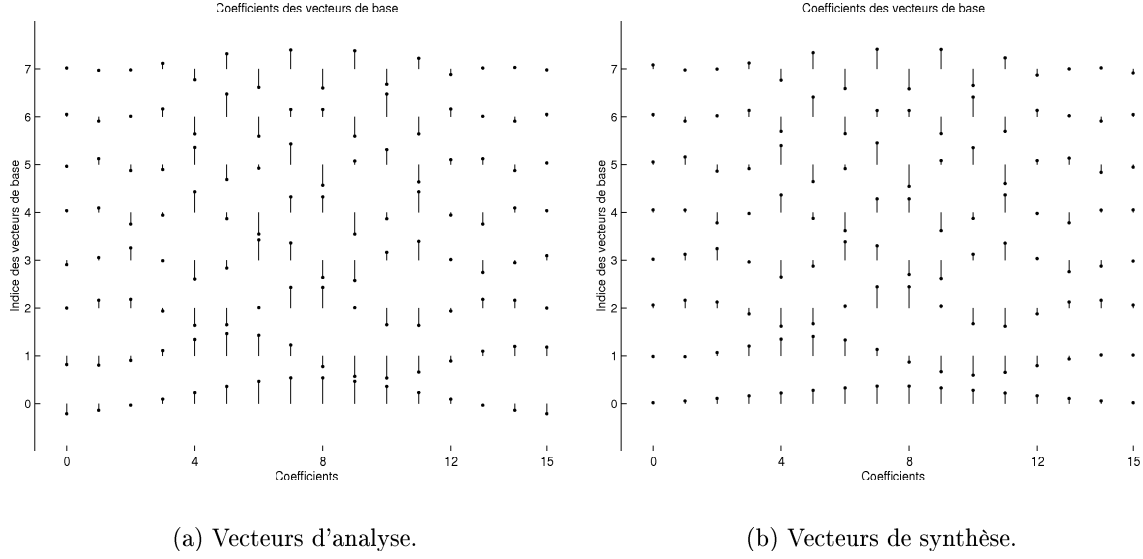 Coefficients des vecteurs de base
Indice des vecteurs de base
7
6
5
4
3
2
1
0
0 4 8 12 15
Coefficients
(a) Vecteurs d'analyse.
Coefficients des vecteurs de base
Indice des vecteurs de base
7
6
5
4
3
2
1
0
0 4 8 12 15
Coefficients
(b) Vecteurs de synthèse.